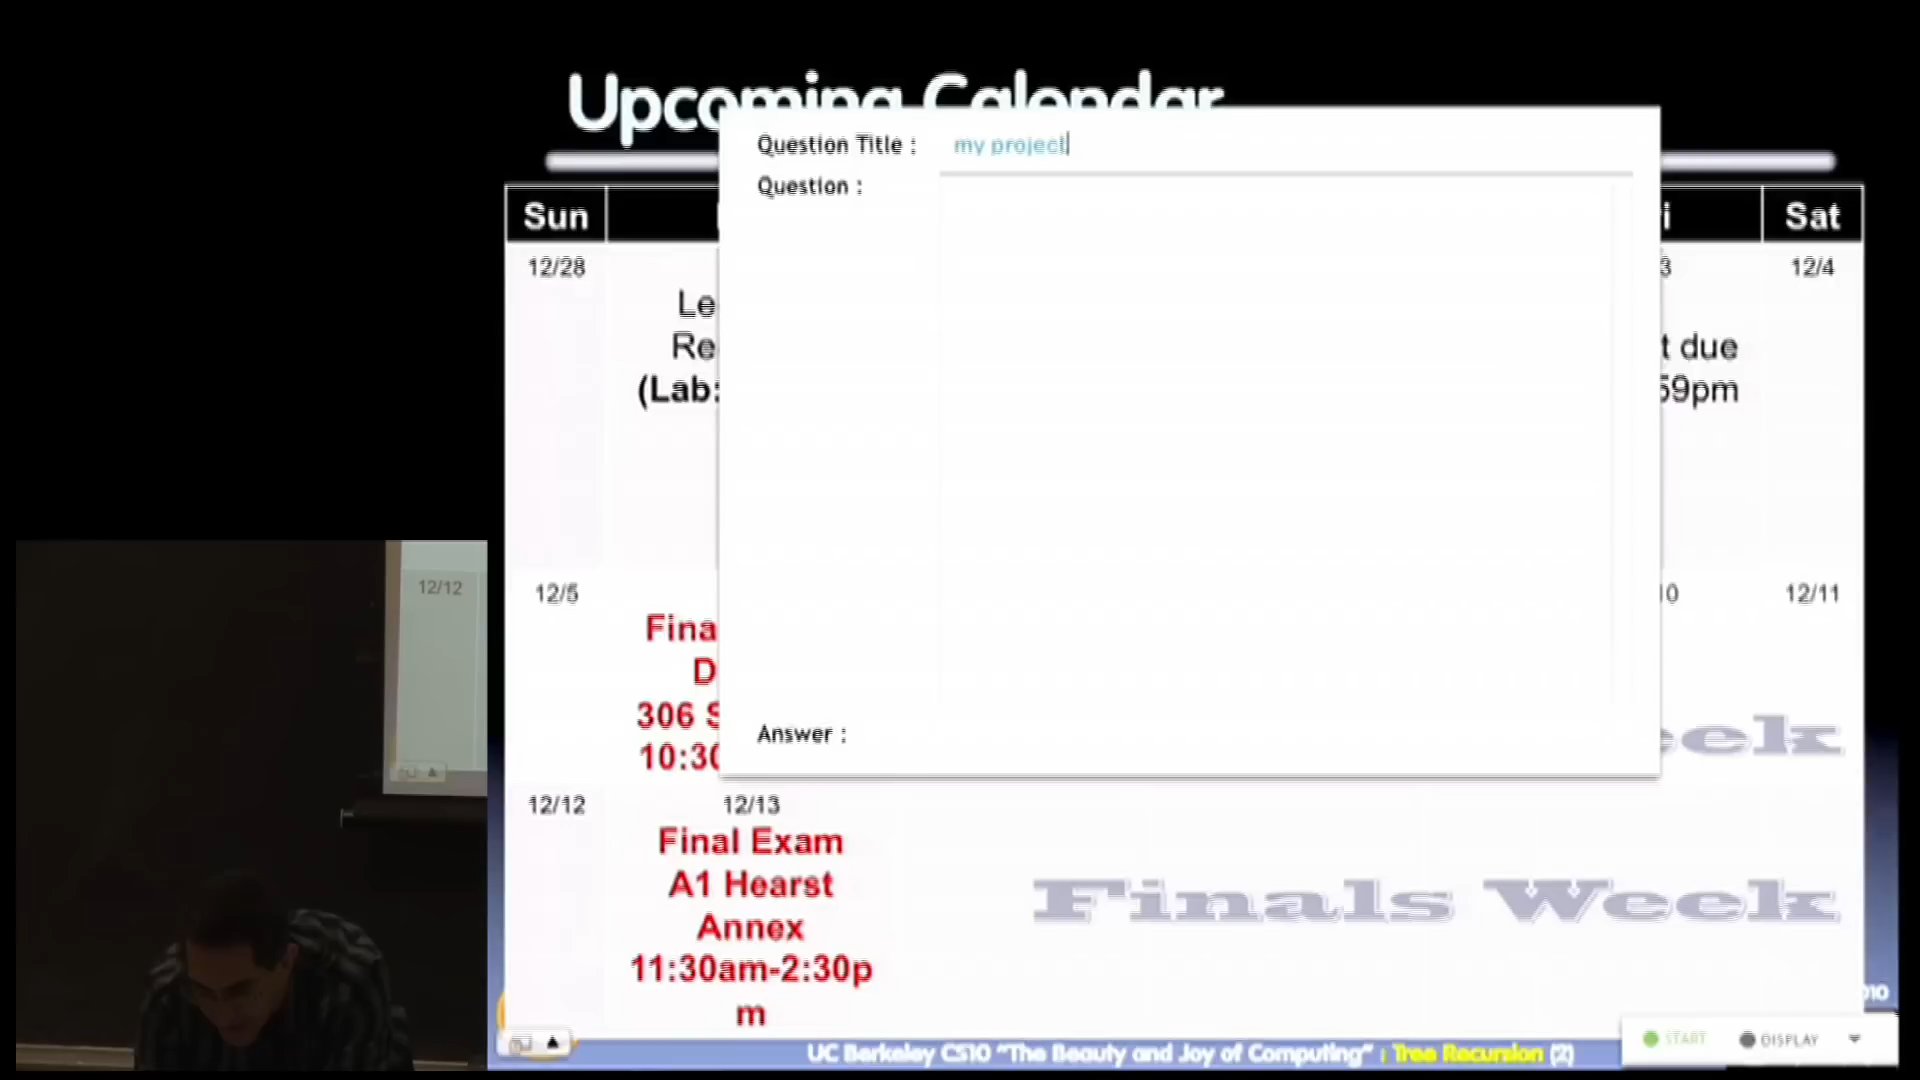 Upcoming Calendar
Question Title : my project
Question :
Sun
Sat
12/28
12/4
Le
Re
t due
(Lab:
59pm
12/5
12/11
Fina
D
306 S
10:30
Answer :
12/12
12/13
Final Exam
A1 Hearst
Annex
11:30am-2:30p
m
Finals Week
UC Berkeley CS10 "The Beauty and Joy of Computing" : Tree Recursion (2)
START
DISPLAY
12/12